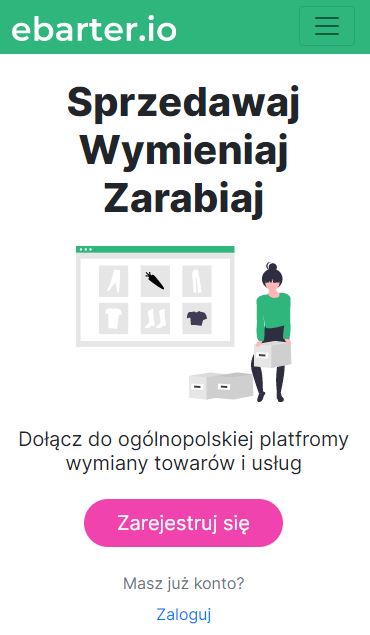 ebarter.io
Sprzedawaj
Wymieniaj
Zarabiaj
Dołącz do ogólnopolskiej platfromy
wymiany towarów i usług
Zarejestruj się
Masz już konto?
Zaloguj